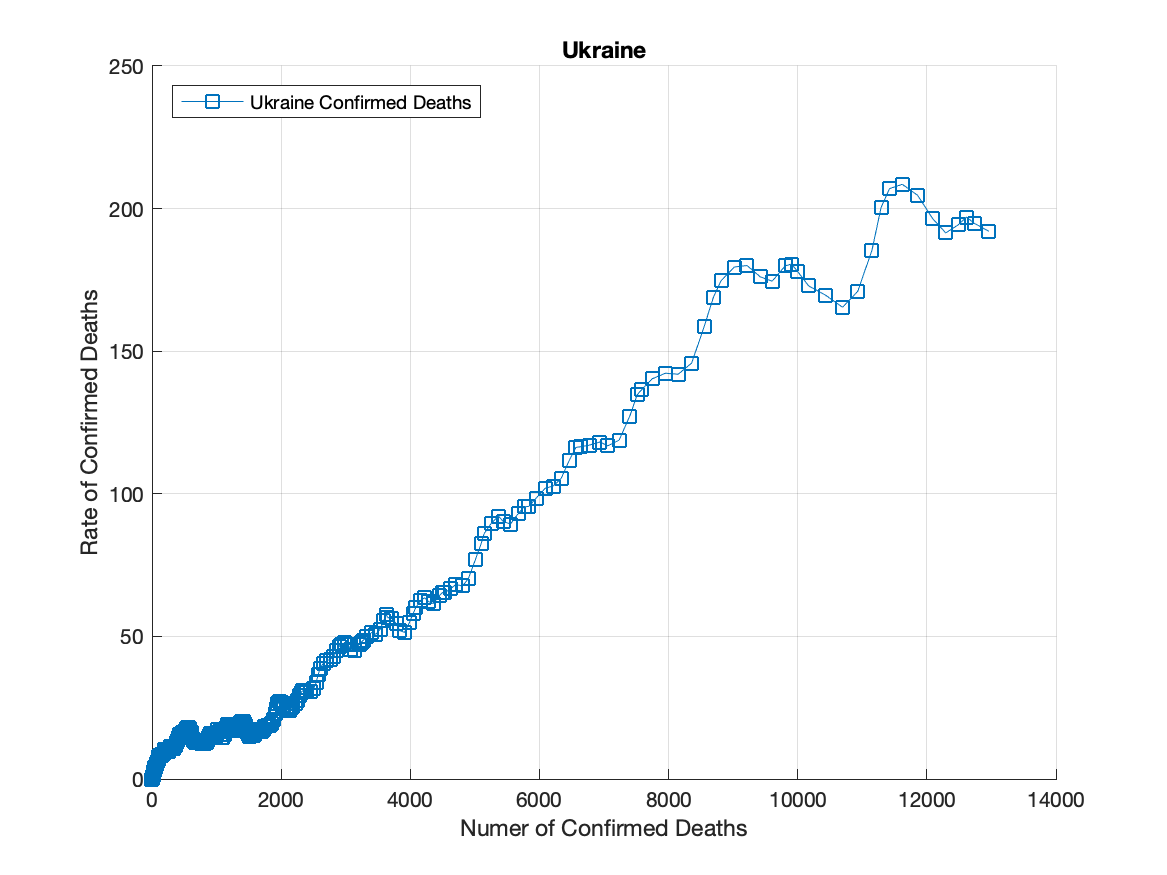 Ukraine
250
Ukraine Confirmed Deaths
200
150
100
50
0
Rate of Confirmed Deaths
0 2000 4000 6000 8000 10000 12000 14000
Numer of Confirmed Deaths